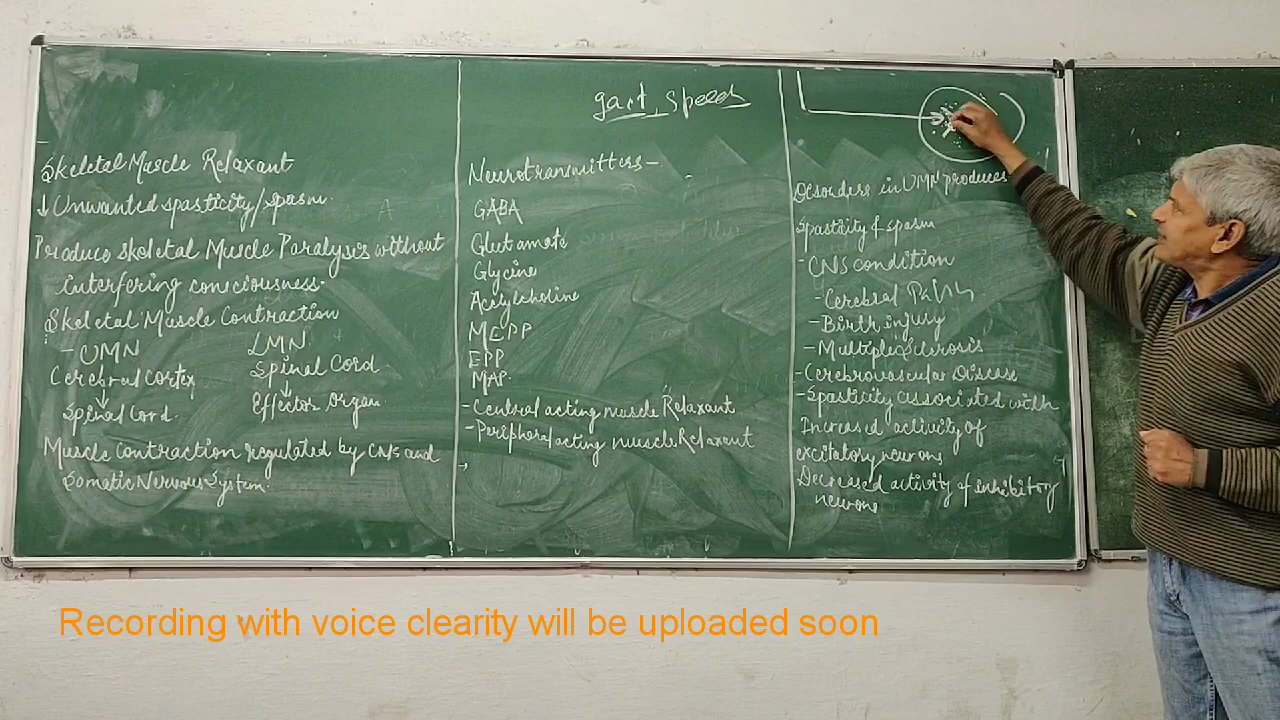 Skeletal Muscle Relaxant
↓ Unwanted spasticity/spasm.
Produce skeletal Muscle Paralysis without
interfering consciousness.
Skeletal Muscle Contraction
- UMN
LMN
Cerebral Cortex
Spinal Cord
↓
↓
Spinal Cord.
Effector Organ.
Muscle Contraction regulated by CNS and
Somatic Nervous System.
speeds
Neurotransmitters-
GABA
Glutamate
Glycine
Acetylcholine
MEPP
EPP
MAP.
- Central acting muscle Relaxant
- Peripheral acting muscle Relaxant
Disorders in UMN produces
Spasticity & spasm
- CNS condition
- Cerebral Palsy
- Birth injury
- Multiple Sclerosis
- Cerebrovascular Disease
- Spasticity associated with
Increased activity of
excitatory neurons
Decreased activity of inhibitory
neurons
Recording with voice clearity will be uploaded soon